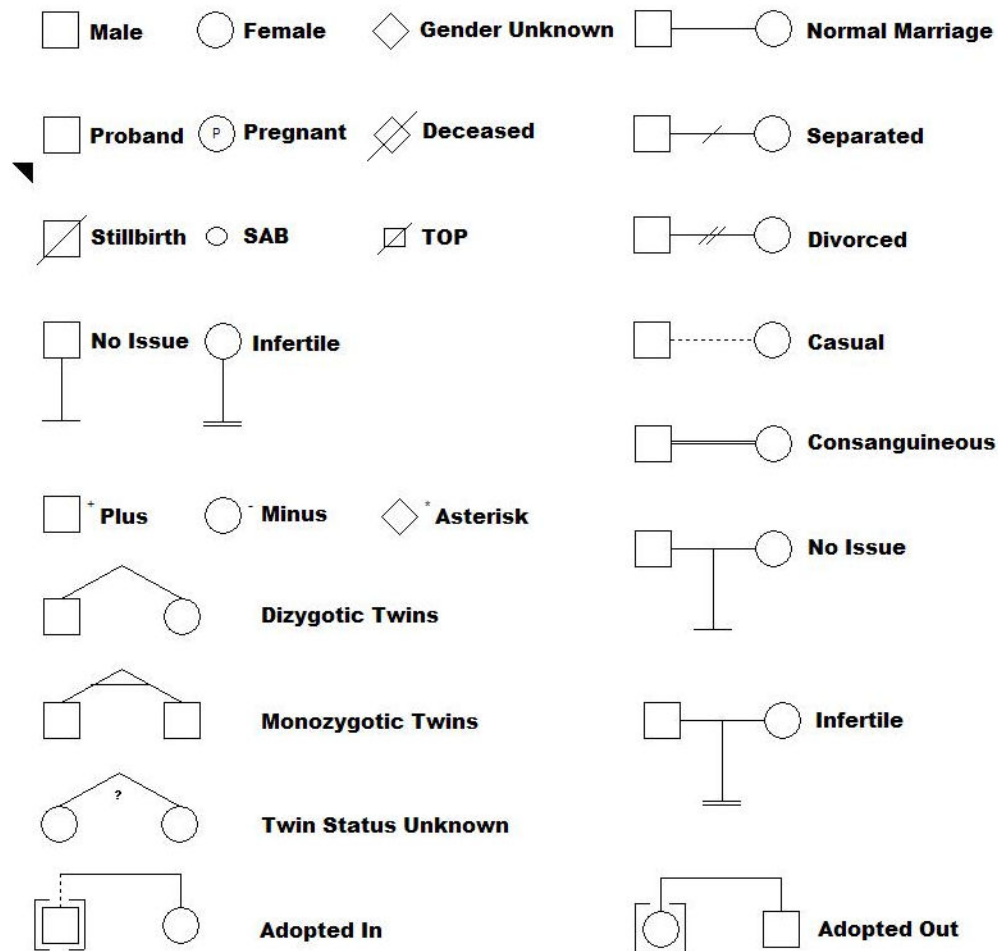 Male Female Gender Unknown Normal Marriage
Proband P Pregnant Deceased Separated
Stillbirth SAB TOP Divorced
No Issue Infertile Casual
Consanguineous
+ Plus - Minus * Asterisk
No Issue
Dizygotic Twins
Monozygotic Twins Infertile
?
Twin Status Unknown
Adopted In Adopted Out